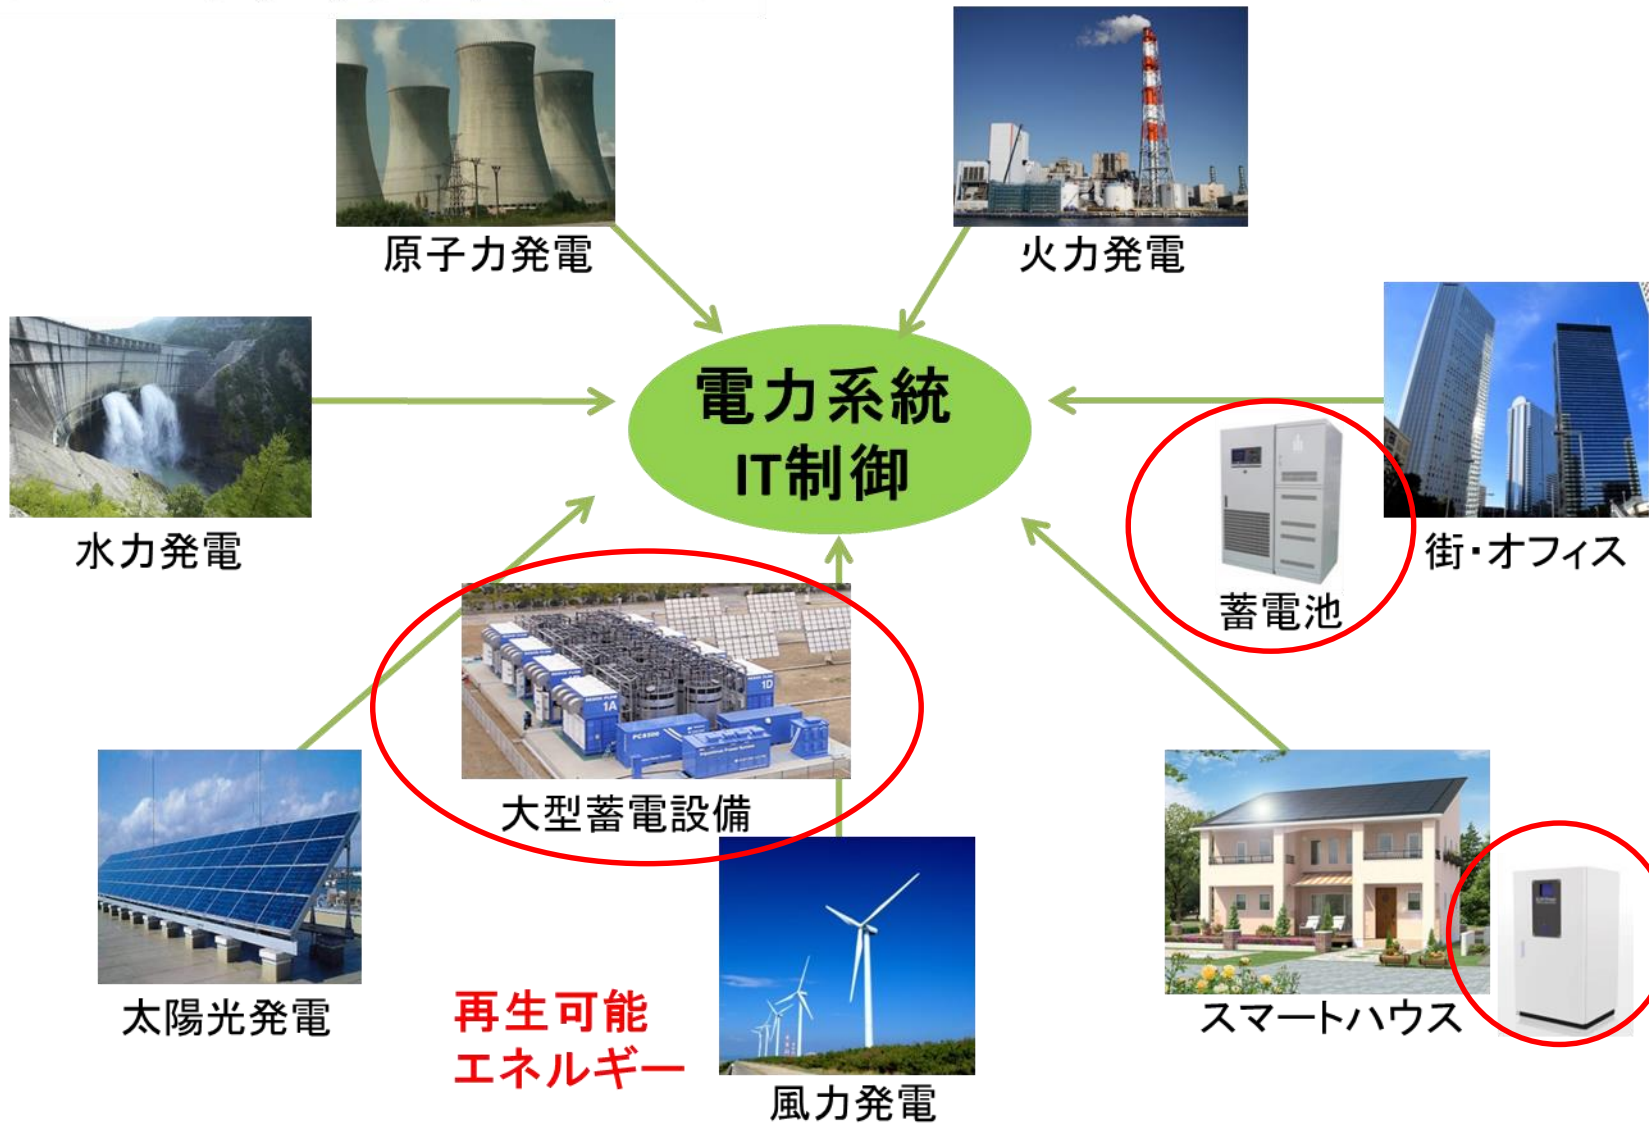 原子力発電
火力発電
電力系統
IT制御
水力発電
街・オフィス
蓄電池
1A
1D
大型蓄電設備
太陽光発電
再生可能
エネルギー
風力発電
スマートハウス